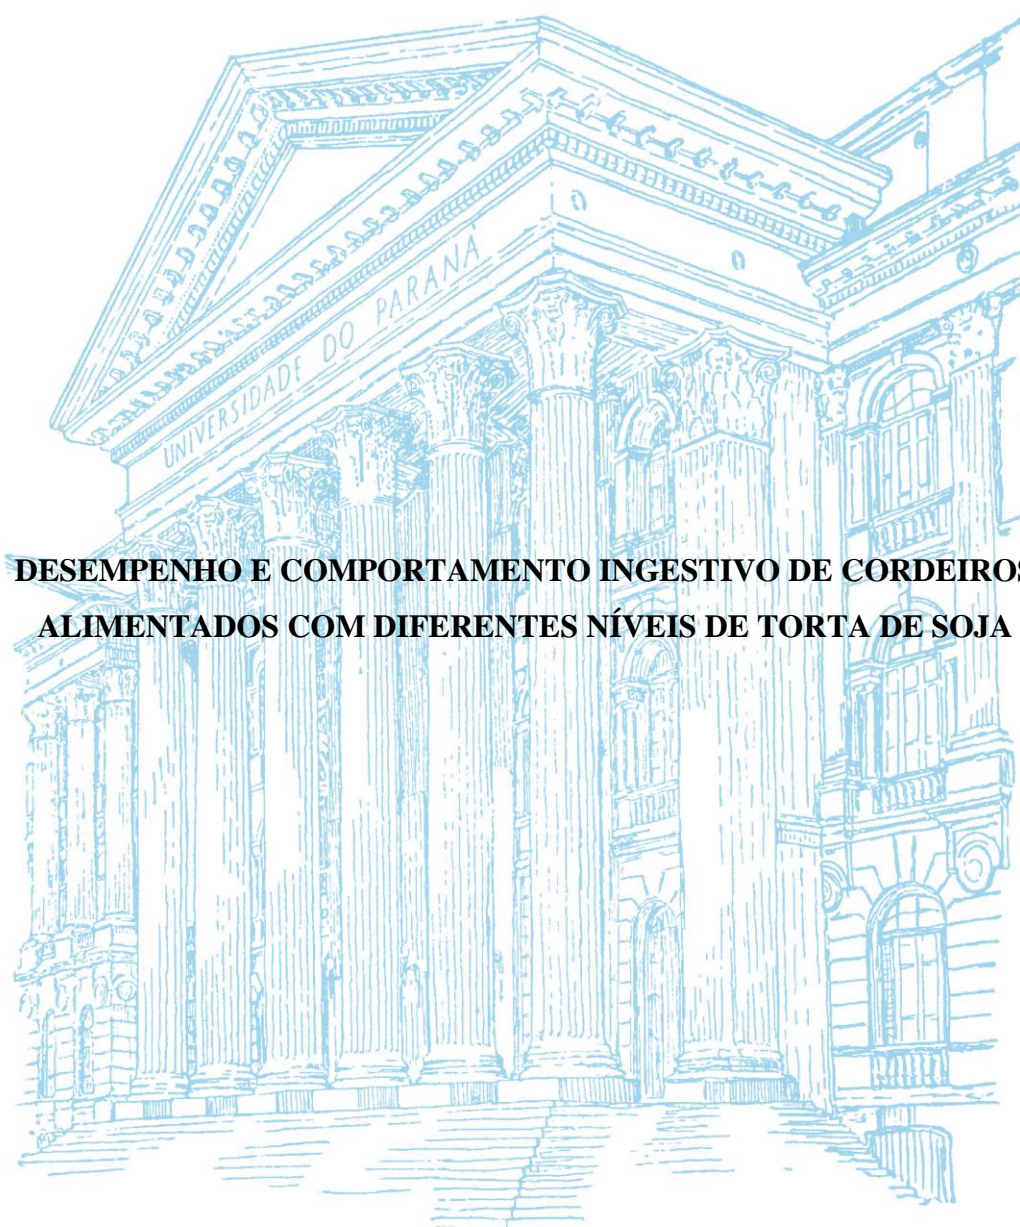 UNIVERSIDADE DO PARANÁ
DESEMPENHO E COMPORTAMENTO INGESTIVO DE CORDEIROS
ALIMENTADOS COM DIFERENTES NÍVEIS DE TORTA DE SOJA